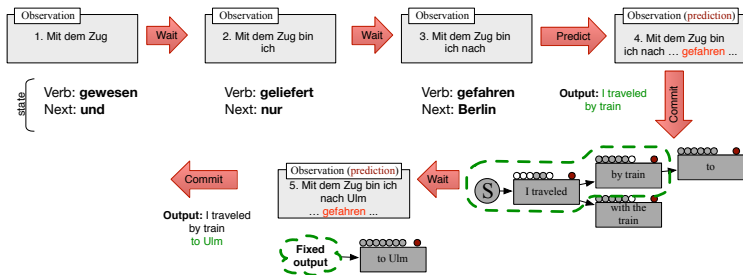 Observation
1. Mit dem Zug
Wait
Observation
2. Mit dem Zug bin
ich
Wait
Observation
3. Mit dem Zug bin
ich nach
Predict
Observation (prediction)
4. Mit dem Zug bin
ich nach ... gefahren ...
state
Verb: gewesen
Next: und
Verb: geliefert
Next: nur
Verb: gefahren
Next: Berlin
Output: I traveled
by train
Commit
S
I traveled
by train
to
with the
train
Wait
Observation (prediction)
5. Mit dem Zug bin ich
nach Ulm
... gefahren ...
Commit
Output: I traveled
by train
to Ulm
Fixed
output
to Ulm